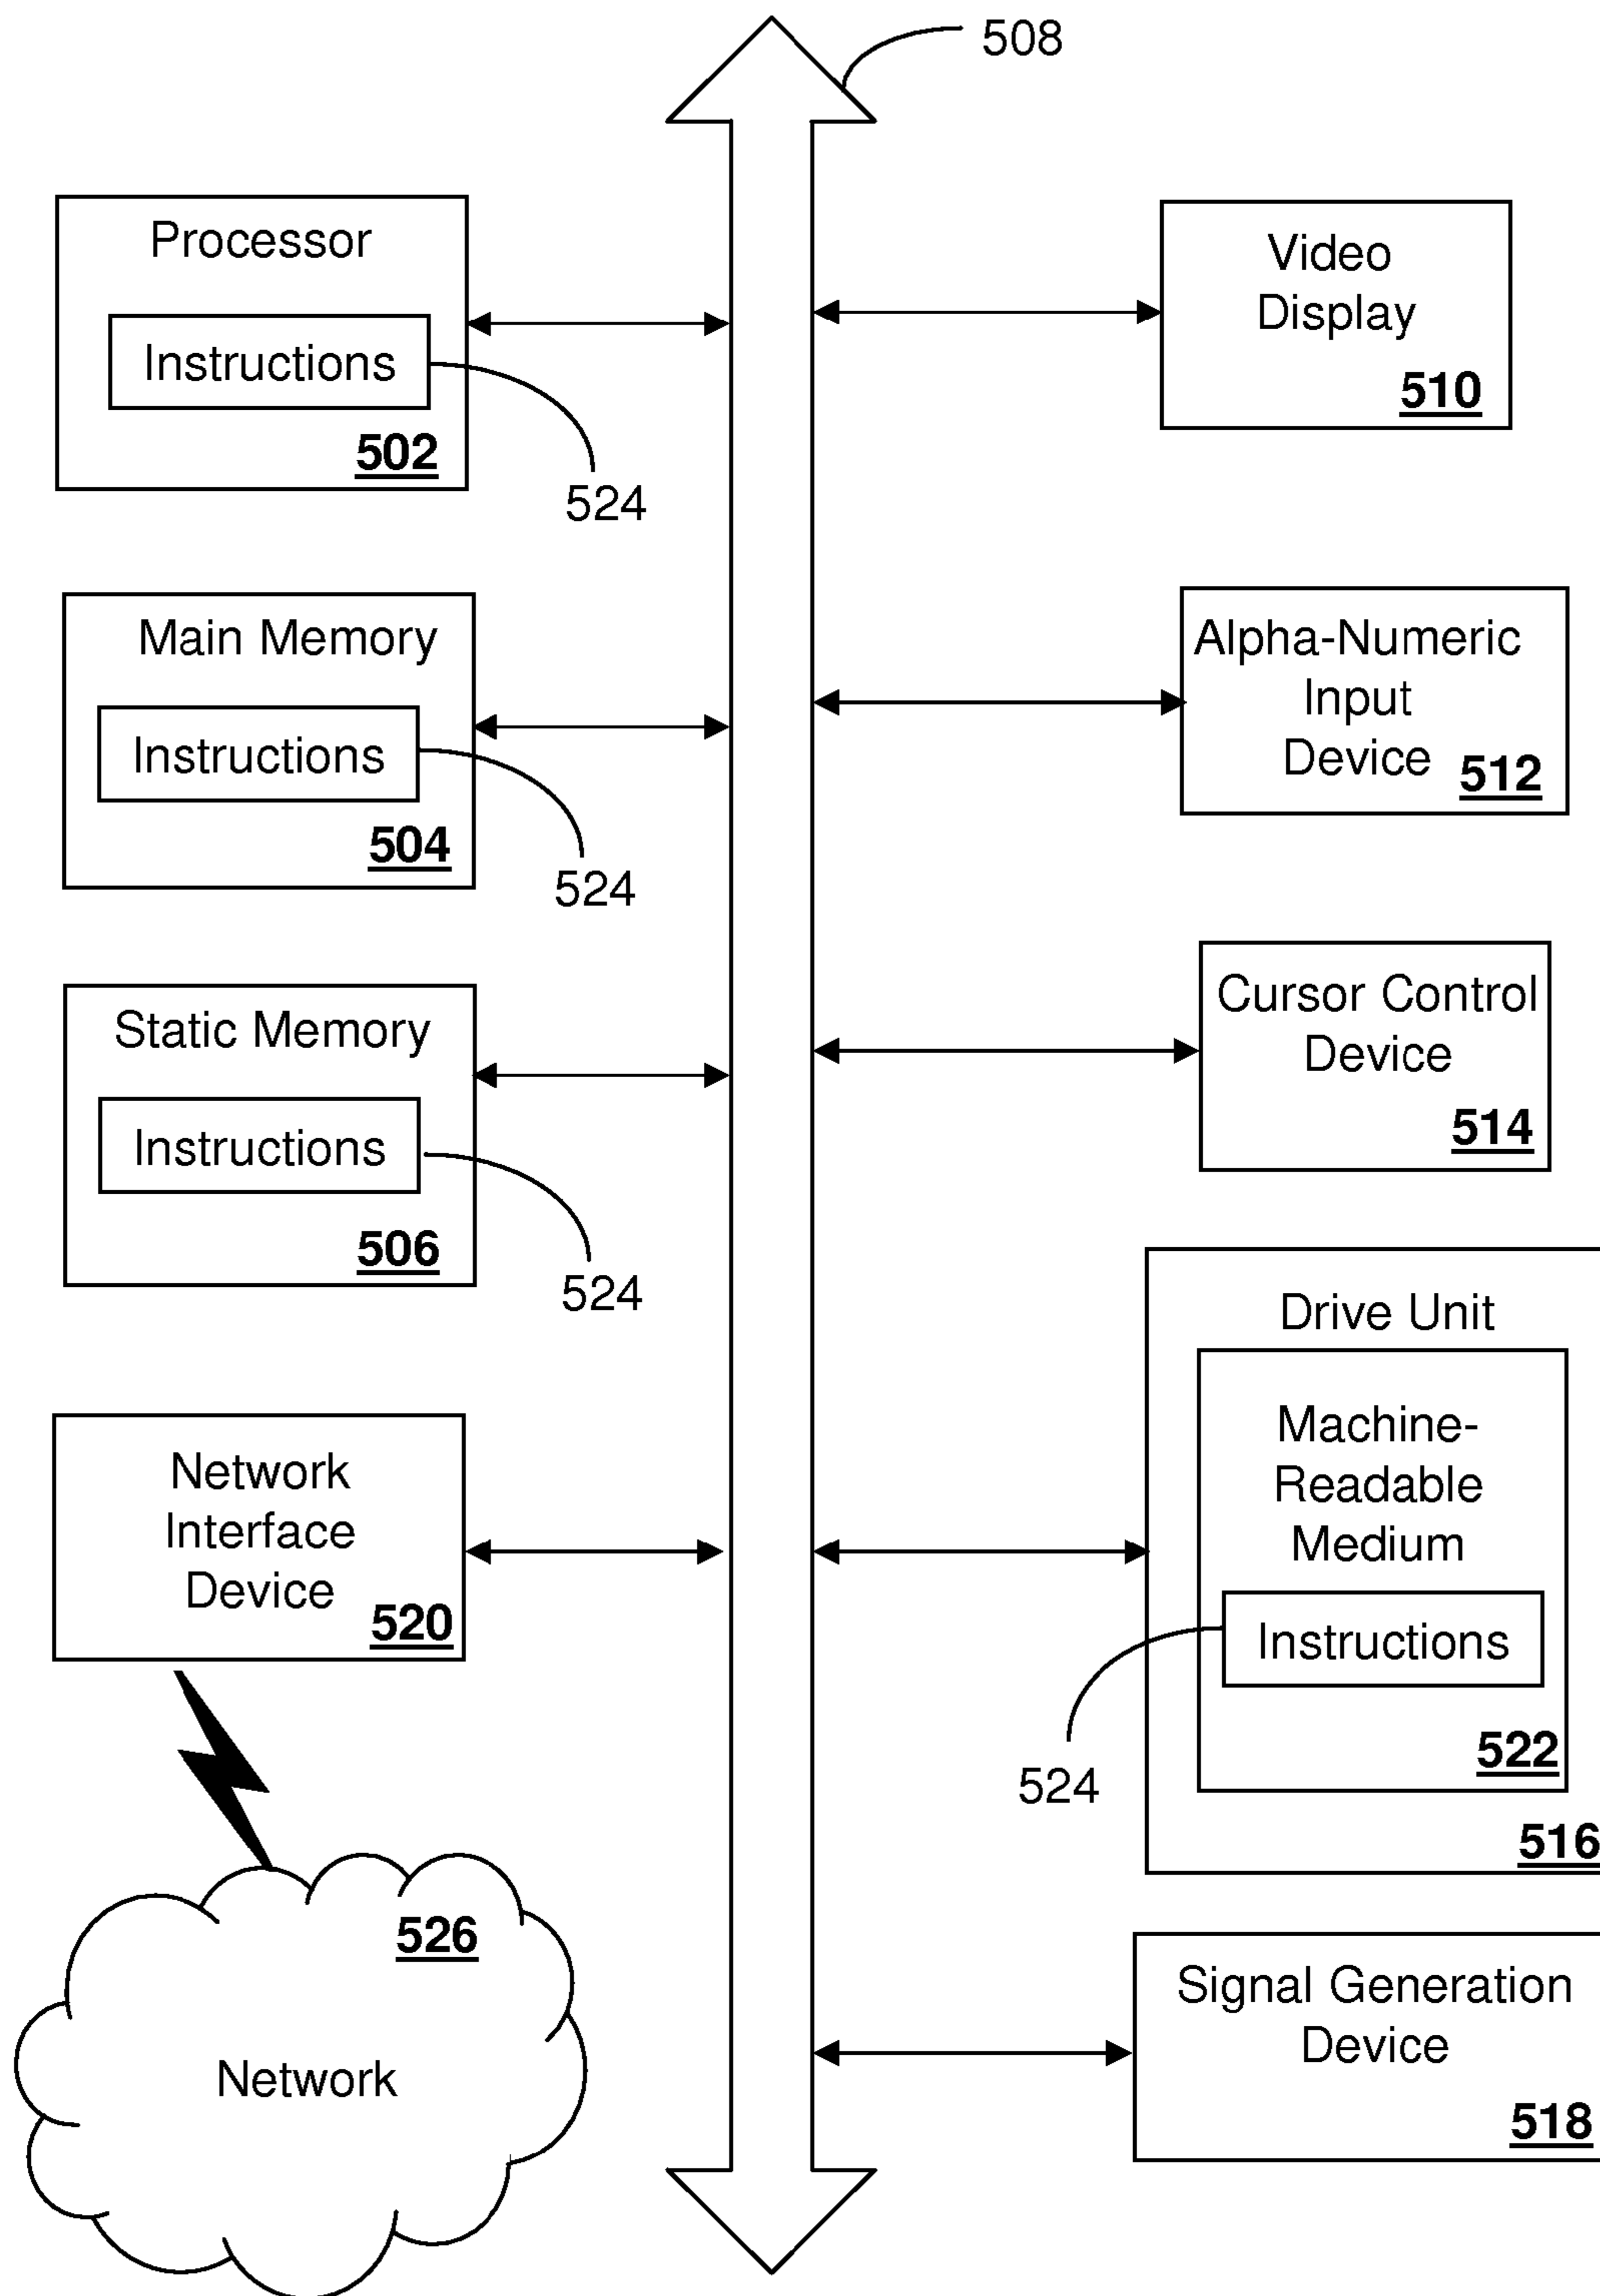 508
Processor
Instructions
502
524
Main Memory
Instructions
504
524
Static Memory
Instructions
506
524
Network
Interface
Device
520
526
Network
Video
Display
510
Alpha-Numeric
Input
Device
512
Cursor Control
Device
514
Drive Unit
Machine-
Readable
Medium
Instructions
522
524
516
Signal Generation
Device
518